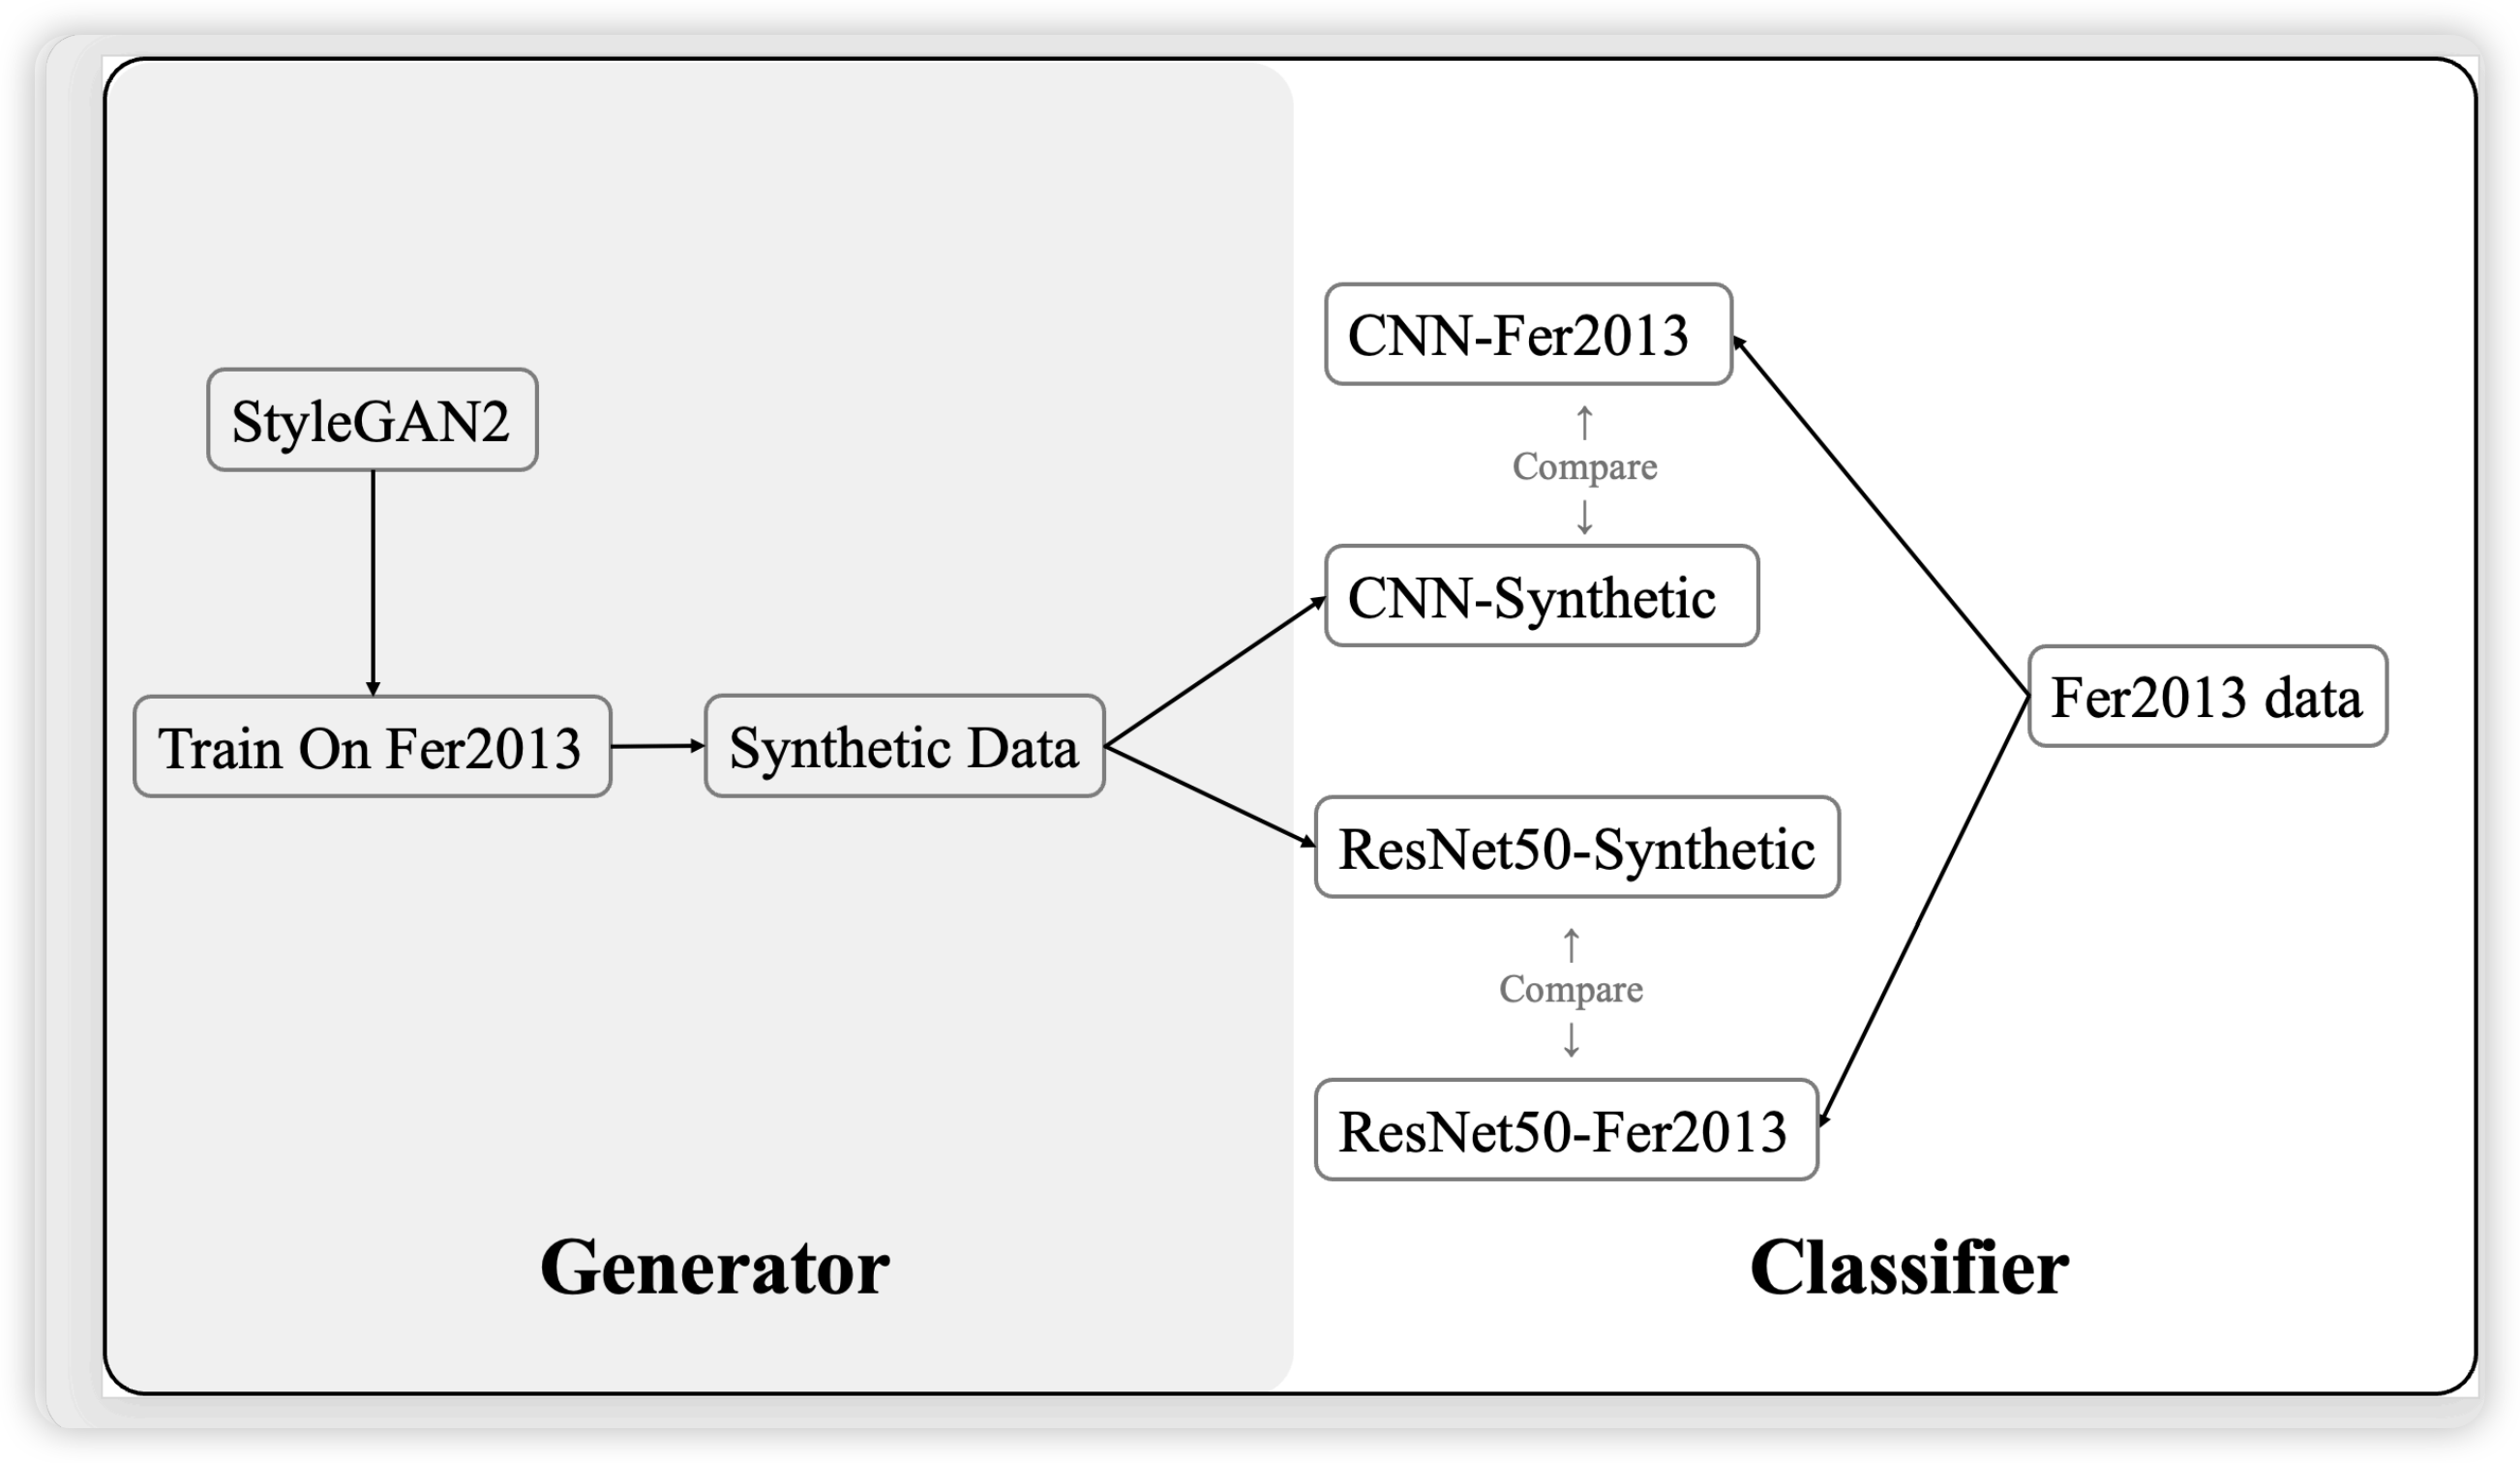 StyleGAN2
Train On Fer2013
Synthetic Data
Generator
CNN-Fer2013
↑
Compare
↓
CNN-Synthetic
ResNet50-Synthetic
↑
Compare
↓
ResNet50-Fer2013
Fer2013 data
Classifier